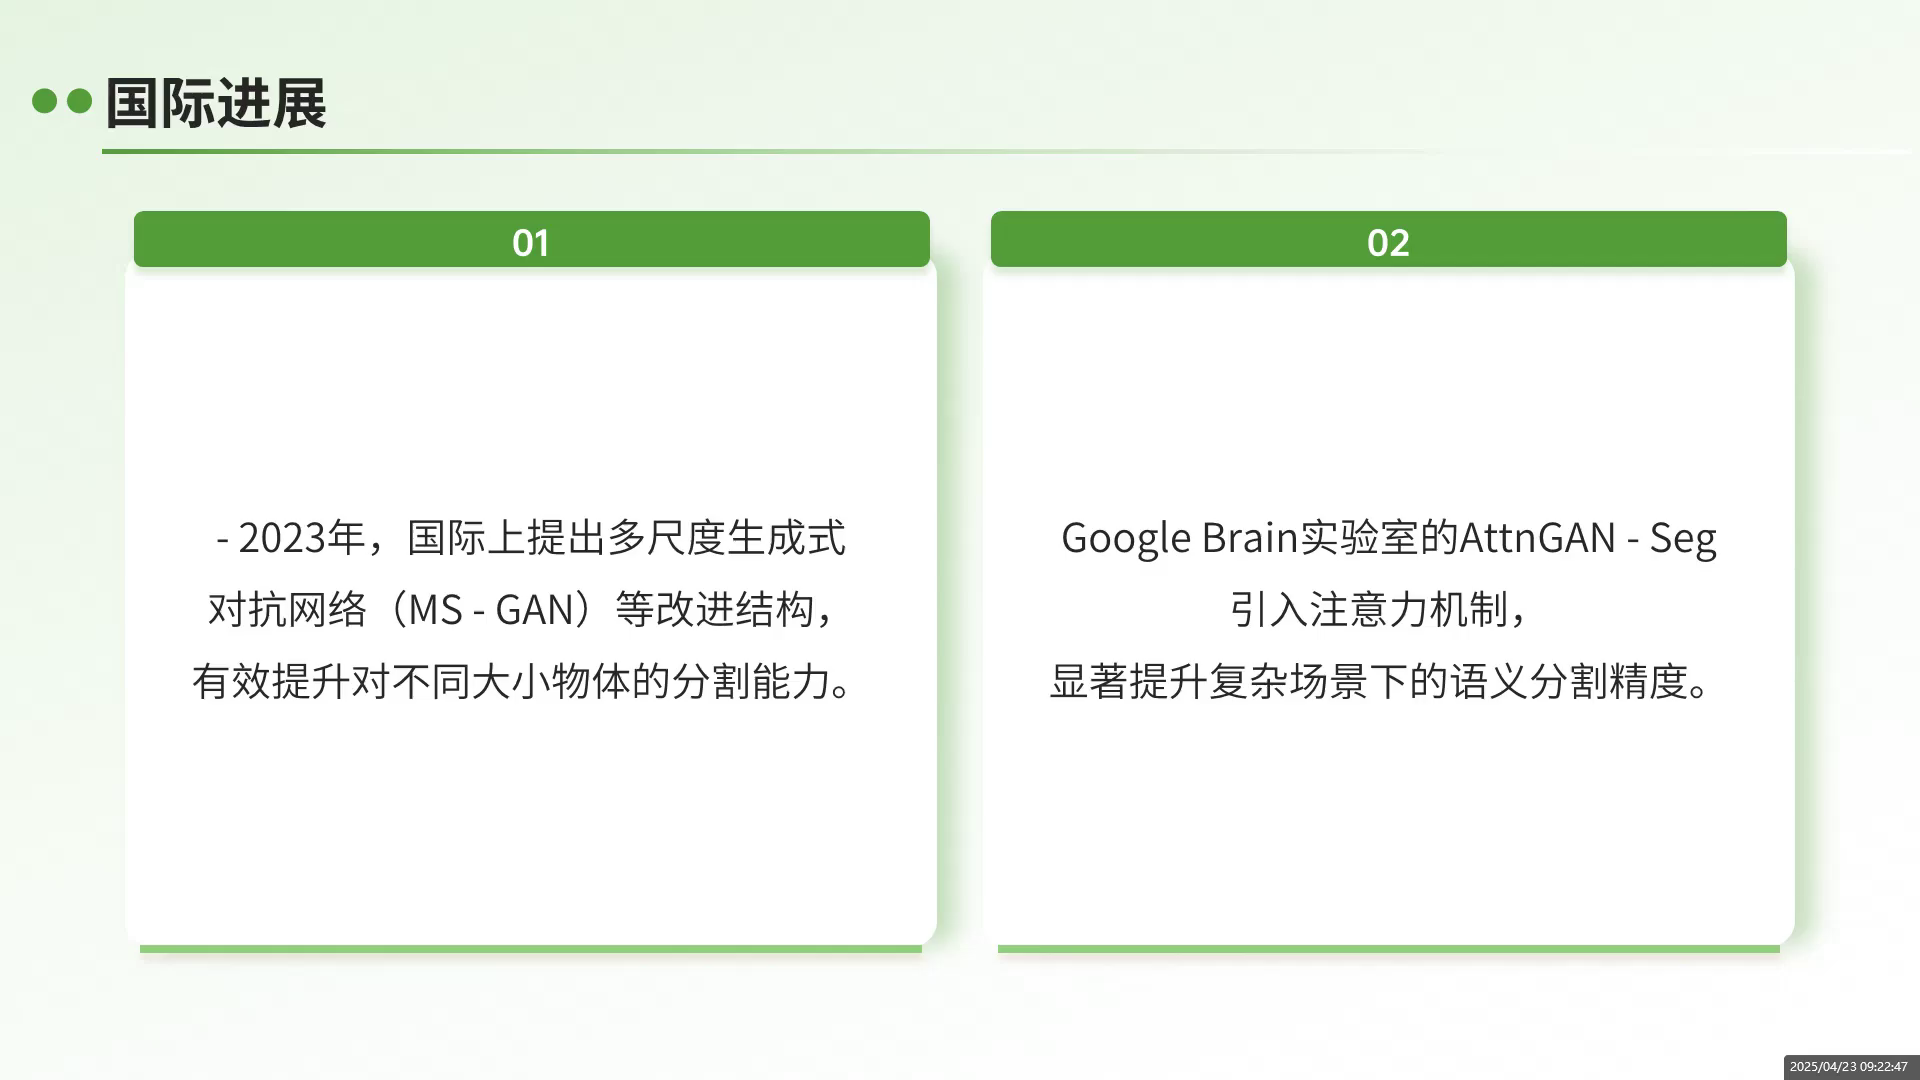 国际进展
01
- 2023年，国际上提出多尺度生成式
对抗网络（MS - GAN）等改进结构，
有效提升对不同大小物体的分割能力。
02
Google Brain实验室的AttnGAN - Seg
引入注意力机制，
显著提升复杂场景下的语义分割精度。
2025/04/23 09:22:47